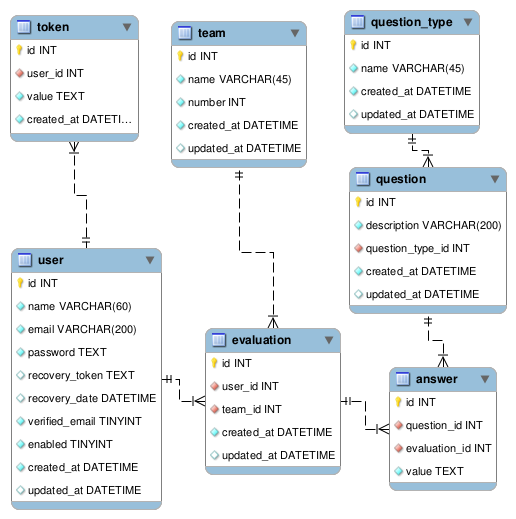 token
id INT
user_id INT
value TEXT
created_at DATETI...
team
id INT
name VARCHAR(45)
number INT
created_at DATETIME
updated_at DATETIME
question_type
id INT
name VARCHAR(45)
created_at DATETIME
updated_at DATETIME
question
id INT
description VARCHAR(200)
question_type_id INT
created_at DATETIME
updated_at DATETIME
user
id INT
name VARCHAR(60)
email VARCHAR(200)
password TEXT
recovery_token TEXT
recovery_date DATETIME
verified_email TINYINT
enabled TINYINT
created_at DATETIME
updated_at DATETIME
evaluation
id INT
user_id INT
team_id INT
created_at DATETIME
updated_at DATETIME
answer
id INT
question_id INT
evaluation_id INT
value TEXT